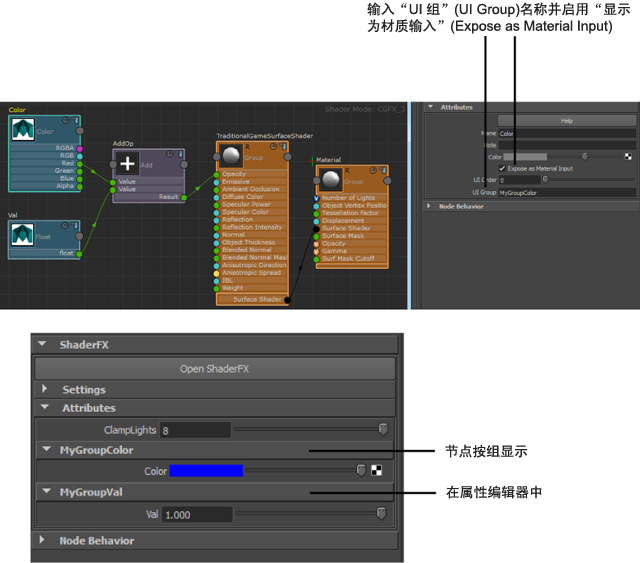 输入“UI 组”(UI Group)名称并启用“显示
为材质输入”(Expose as Material Input)
Color
Color
RGBA
RGB
Red
Green
Blue
Alpha
Val
Float
float
AddOp
Add
Value
Value
Result
TraditionalGameSurfaceShader
R
Group
Opacity
Emissive
Ambient Occlusion
Diffuse Color
Specular Power
Specular Color
Reflection
Reflection Intensity
Normal
Object Thickness
Blended Normal
Blended Normal Mask
Anisotropic Direction
Anisotropic Spread
IBL
Weight
Surface Shader
Shader Mode: CGFX_3
Material
R
Group
Number of Lights
Object Vertex Positio
Tessellation Factor
Displacement
Surface Shader
Surface Mask
Opacity
Gamma
Surf Mask Cutoff
Attributes
Help
Name Color
Note
Color
Expose as Material Input
UI Order 0
UI Group MyGroupColor
Node Behavior
ShaderFX
Open ShaderFX
Settings
Attributes
ClampLights 8
MyGroupColor
节点按组显示
Color
MyGroupVal
在属性编辑器中
Val 1.000
Node Behavior